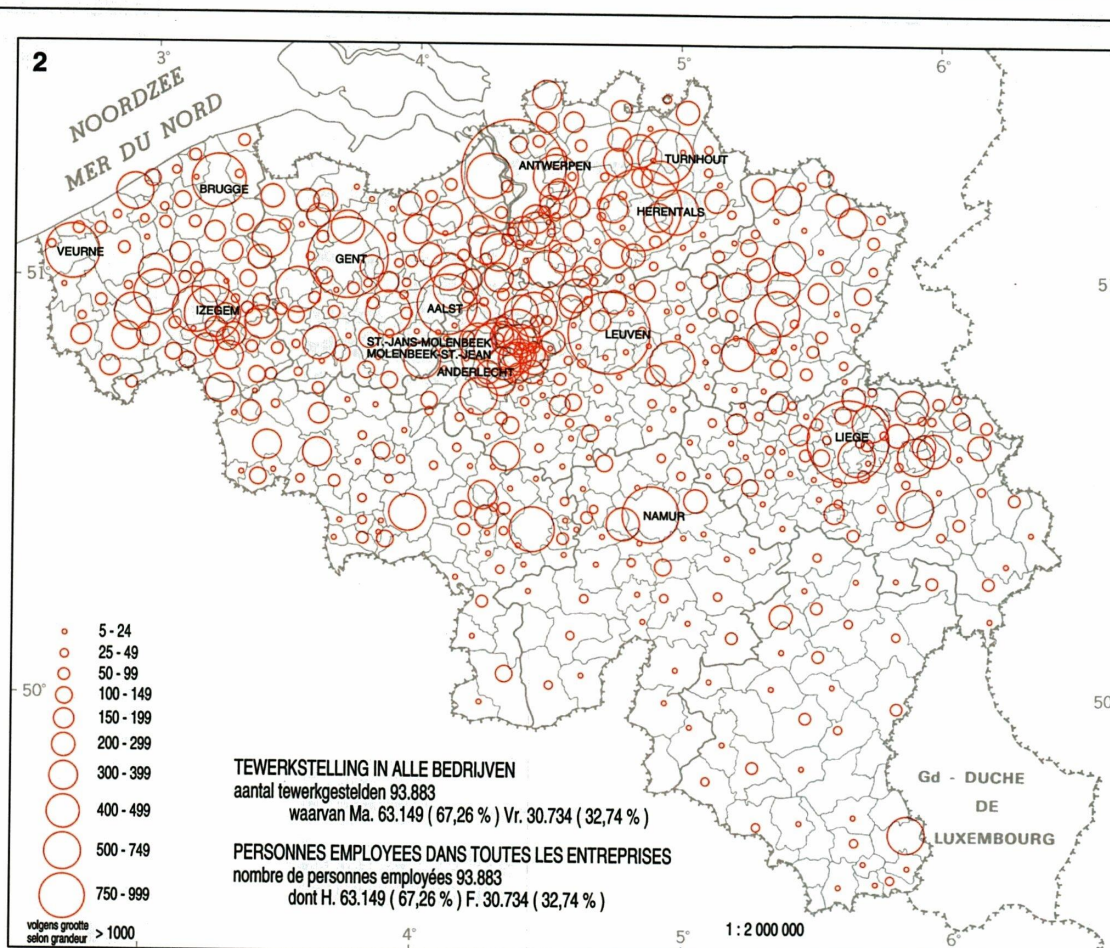 2
3°
4°
5°
6°
NOORDZEE
MER DU NORD
BRUGGE
ANTWERPEN
TURNHOUT
HERENTALS
VEURNE
GENT
51°
5
IZEGEM
AALST
LEUVEN
ST.-JANS-MOLENBEEK
MOLENBEEK-ST.-JEAN
ANDERLECHT
LIEGE
NAMUR
5 - 24
25 - 49
50 - 99
50°
50
100 - 149
150 - 199
200 - 299
300 - 399
400 - 499
500 - 749
750 - 999
volgens grootte
selon grandeur
> 1000
TEWERKSTELLING IN ALLE BEDRIJVEN
aantal tewerkgestelden 93.883
waarvan Ma. 63.149 ( 67,26 % ) Vr. 30.734 ( 32,74 % )
PERSONNES EMPLOYEES DANS TOUTES LES ENTREPRISES
nombre de personnes employées 93.883
dont H. 63.149 ( 67,26 % ) F. 30.734 ( 32,74 % )
Gd - DUCHE
DE
LUXEMBOURG
1 : 2 000 000
3°
4°
5°
6°